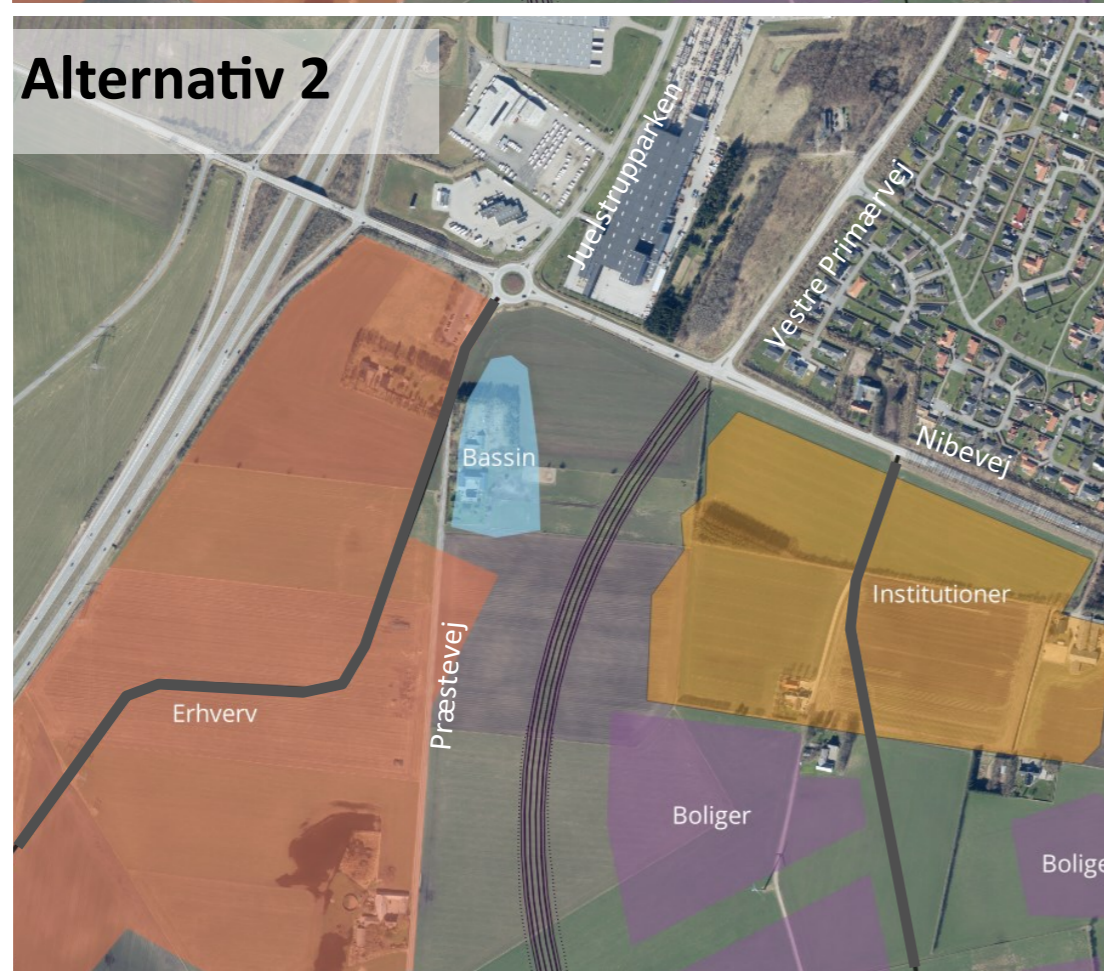 Alternativ 2
Juelstrupparken
Vestre Primærvej
Nibevej
Bassin
Institutioner
Præstevej
Erhverv
Boliger
Bolige